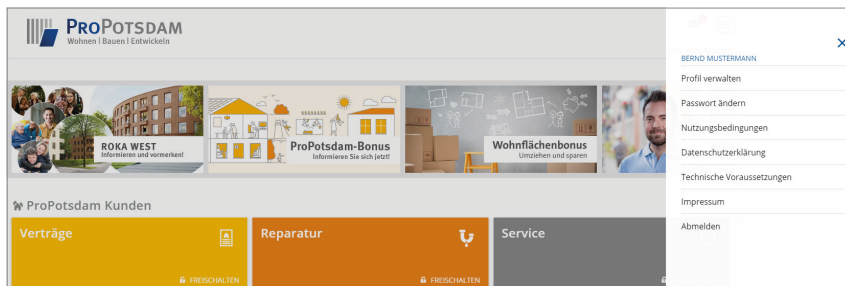 PROPOTSDAM
Wohnen | Bauen | Entwickeln
BERND MUSTERMANN
Profil verwalten
Passwort ändern
Nutzungsbedingungen
Datenschutzerklärung
Technische Voraussetzungen
Impressum
Abmelden
ROKA WEST
Informieren und vormerken!
ProPotsdam-Bonus
Informieren Sie sich jetzt!
Wohnflächenbonus
Umziehen und sparen
ProPotsdam Kunden
Verträge
FREISCHALTEN
Reparatur
FREISCHALTEN
Service